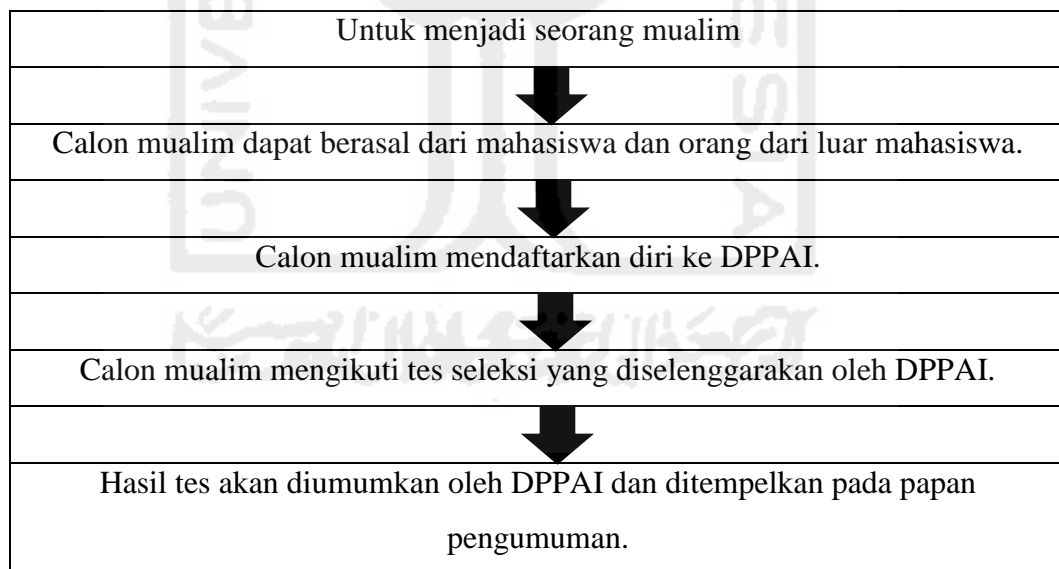 Untuk menjadi seorang mualim
Calon mualim dapat berasal dari mahasiswa dan orang dari luar mahasiswa.
Calon mualim mendaftarkan diri ke DPPAI.
Calon mualim mengikuti tes seleksi yang diselenggarakan oleh DPPAI.
Hasil tes akan diumumkan oleh DPPAI dan ditempelkan pada papan
pengumuman.